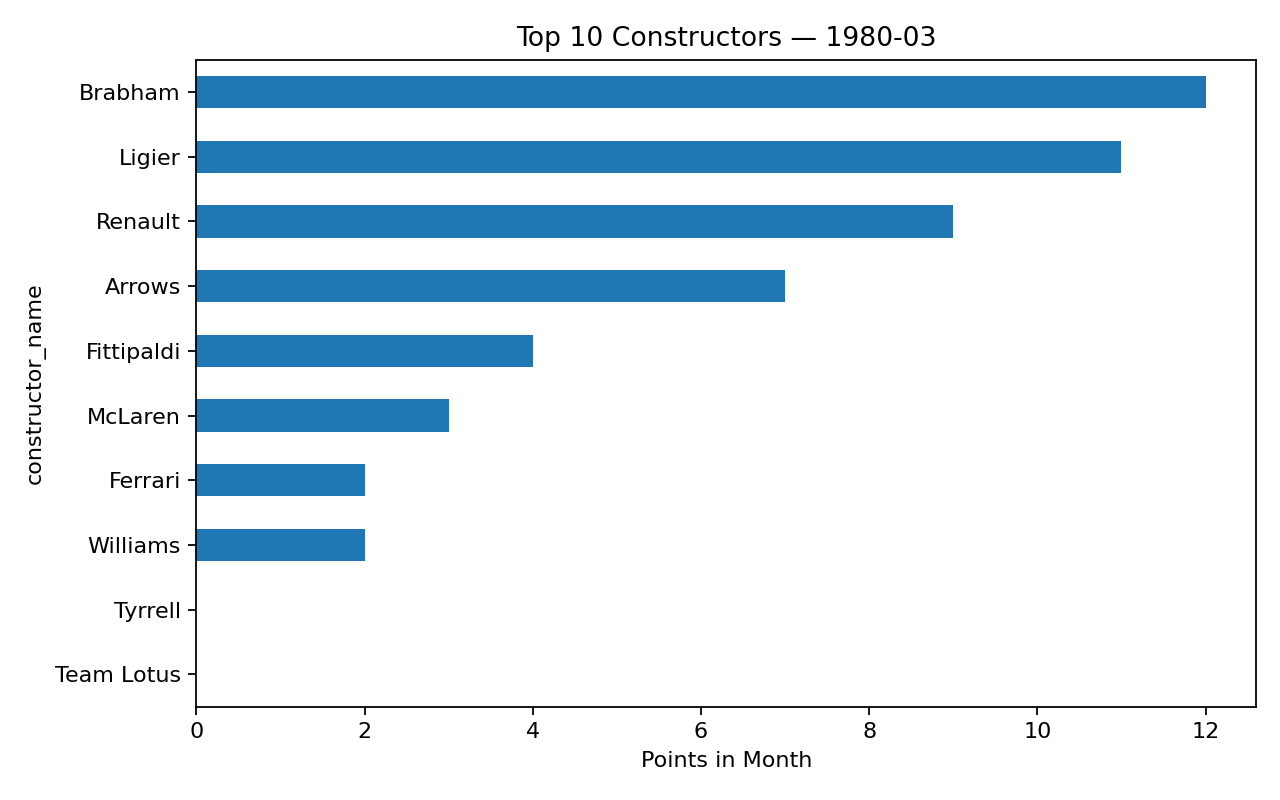 Top 10 Constructors — 1980-03
constructor_name
Brabham
Ligier
Renault
Arrows
Fittipaldi
McLaren
Ferrari
Williams
Tyrrell
Team Lotus
0 2 4 6 8 10 12
Points in Month